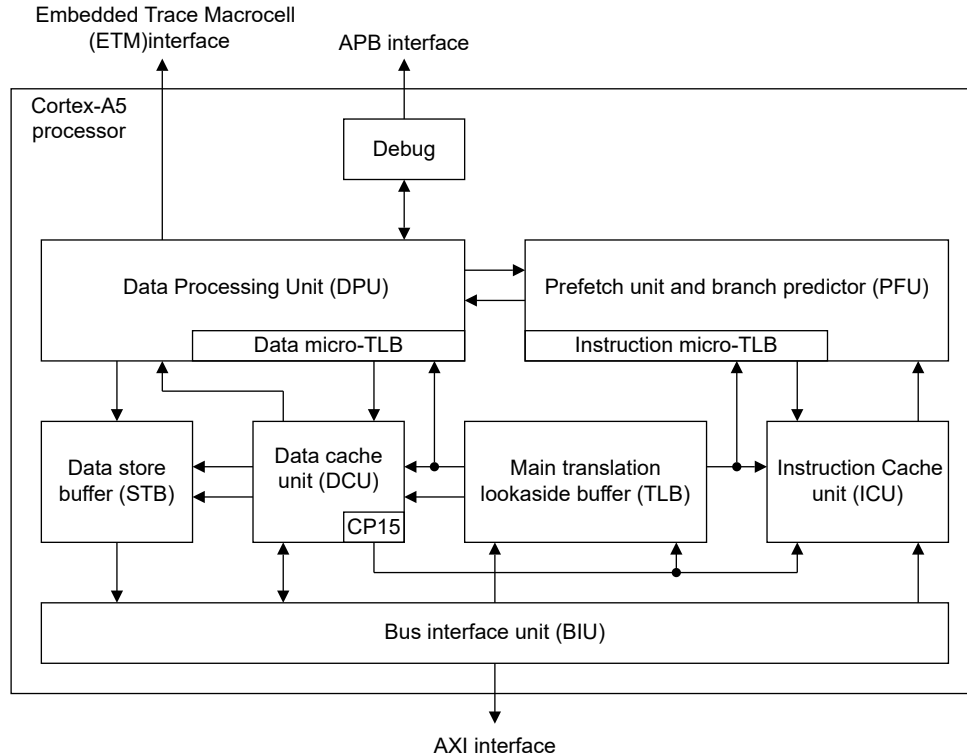 Embedded Trace Macrocell
(ETM)interface
APB interface
Cortex-A5
processor
Debug
Data Processing Unit (DPU)
Prefetch unit and branch predictor (PFU)
Data micro-TLB
Instruction micro-TLB
Data store
buffer (STB)
Data cache
unit (DCU)
CP15
Main translation
lookaside buffer (TLB)
Instruction Cache
unit (ICU)
Bus interface unit (BIU)
AXI interface